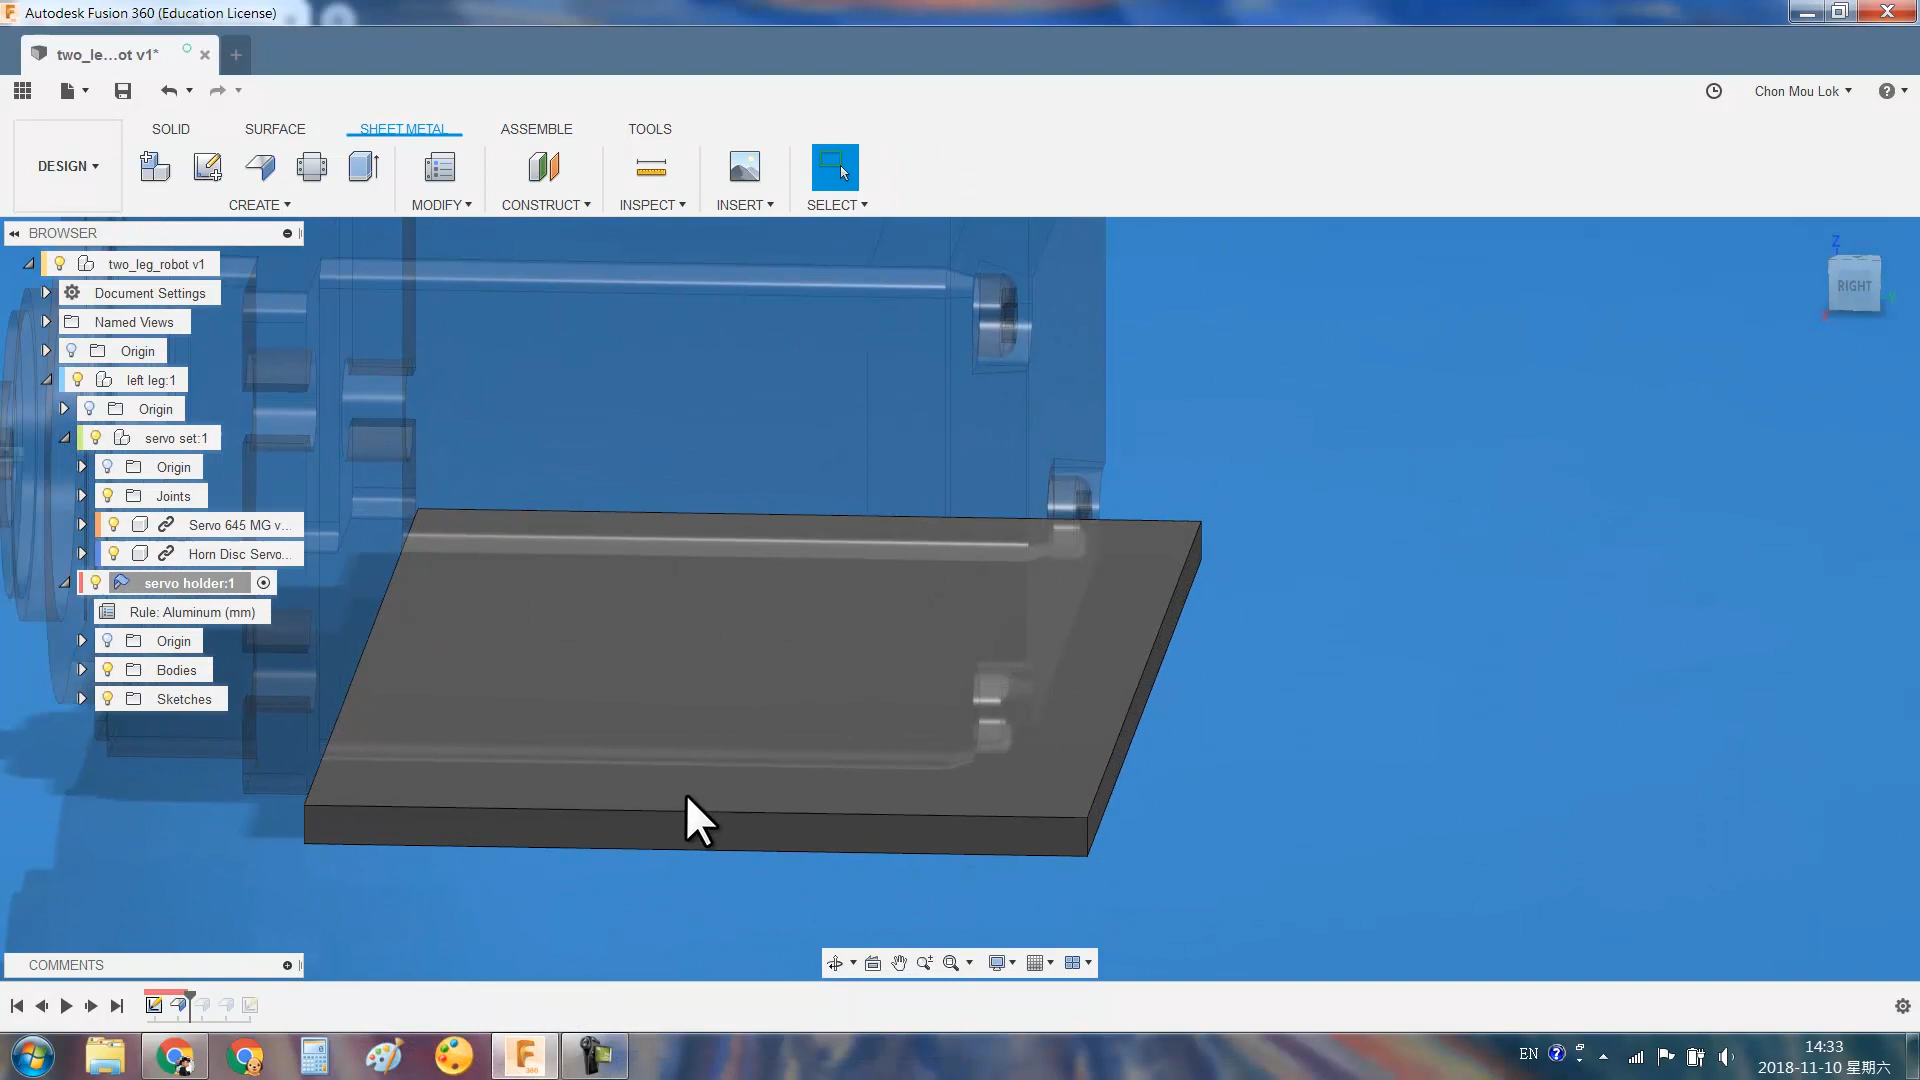 Autodesk Fusion 360 (Education License)
two_le...ot v1*
Chon Mou Lok
SOLID
SURFACE
SHEET METAL
ASSEMBLE
TOOLS
DESIGN
CREATE
MODIFY
CONSTRUCT
INSPECT
INSERT
SELECT
BROWSER
two_leg_robot v1
Document Settings
Named Views
Origin
left leg:1
Origin
servo set:1
Origin
Joints
Servo 645 MG v...
Horn Disc Servo...
servo holder:1
Rule: Aluminum (mm)
Origin
Bodies
Sketches
Z
RIGHT
COMMENTS
EN
14:33
2018-11-10 星期六